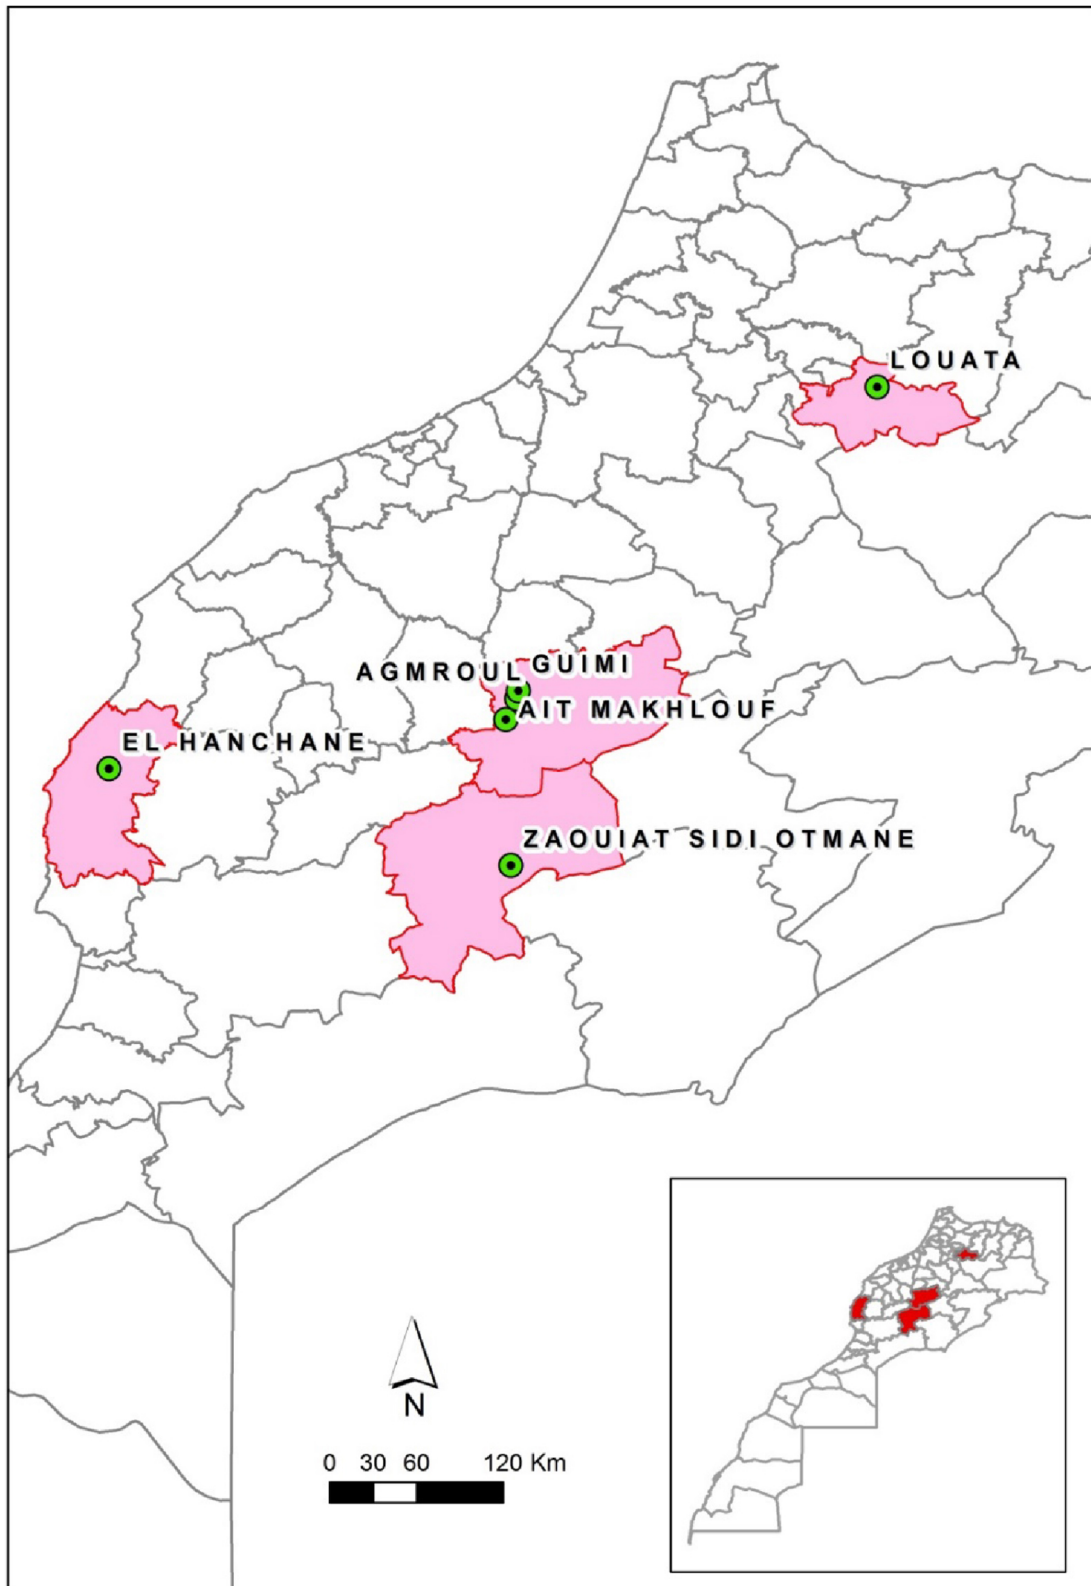 LOUATA
AGMROUL GUIMI
AIT MAKHLOUF
EL HANCHANE
ZAOUIAT SIDI OTMANE
N
0 30 60 120 Km